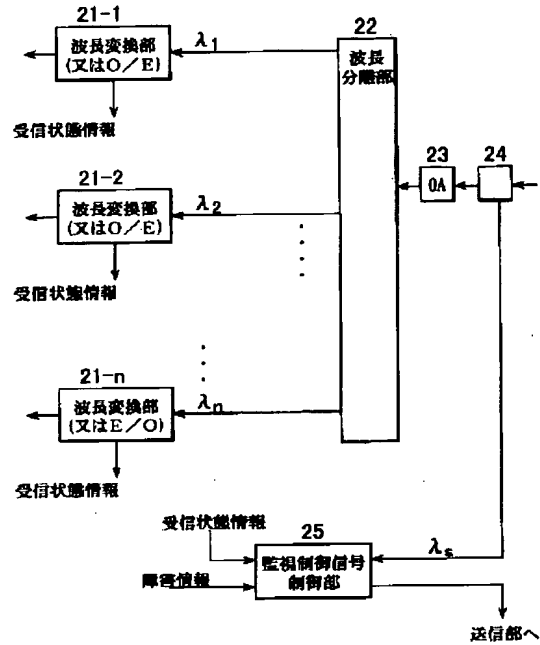 21-1
波長変換部
(又はO/E)
λ1
受信状態情報
22
波長
分離部
21-2
波長変換部
(又はO/E)
λ2
受信状態情報
23
OA
24
21-n
波長変換部
(又はE/O)
λn
受信状態情報
受信状態情報
障害情報
25
監視制御信号
制御部
λs
送信部へ